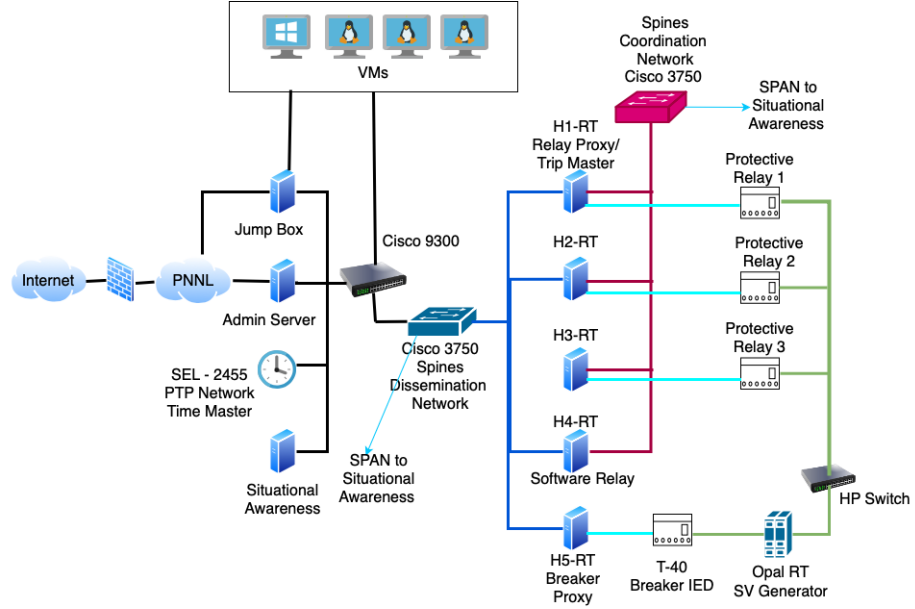 VMs
Spines
Coordination
Network
Cisco 3750
SPAN to
Situational
Awareness
H1-RT
Relay Proxy/
Trip Master
Protective
Relay 1
Jump Box
Cisco 9300
H2-RT
Protective
Relay 2
Internet
PNNL
Admin Server
Cisco 3750
Spines
Dissemination
Network
H3-RT
Protective
Relay 3
SEL - 2455
PTP Network
Time Master
H4-RT
Software Relay
SPAN to
Situational
Awareness
Situational
Awareness
HP Switch
H5-RT
Breaker
Proxy
T-40
Breaker IED
Opal RT
SV Generator